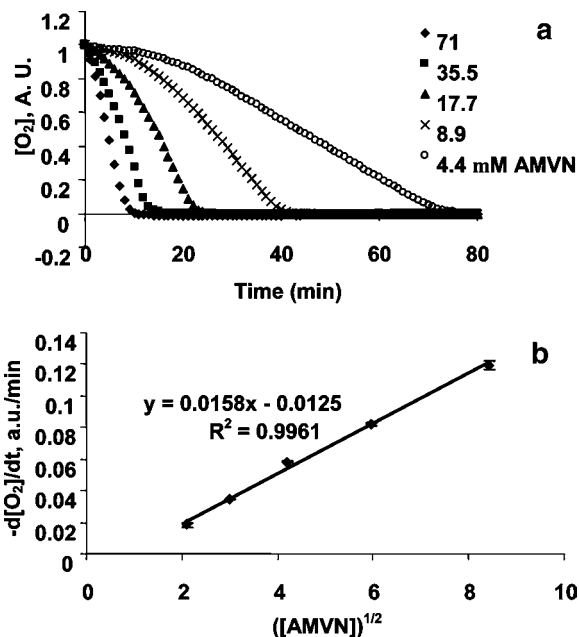 a
1.2
1
0.8
0.6
0.4
0.2
0
-0.2
[O₂], A. U.
71
35.5
17.7
8.9
4.4 mM AMVN
0 20 40 60 80
Time (min)
b
0.14
0.12
0.1
0.08
0.06
0.04
0.02
0
-d[O₂]/dt, a.u./min
y = 0.0158x - 0.0125
R² = 0.9961
0 2 4 6 8 10
([AMVN])^1/2